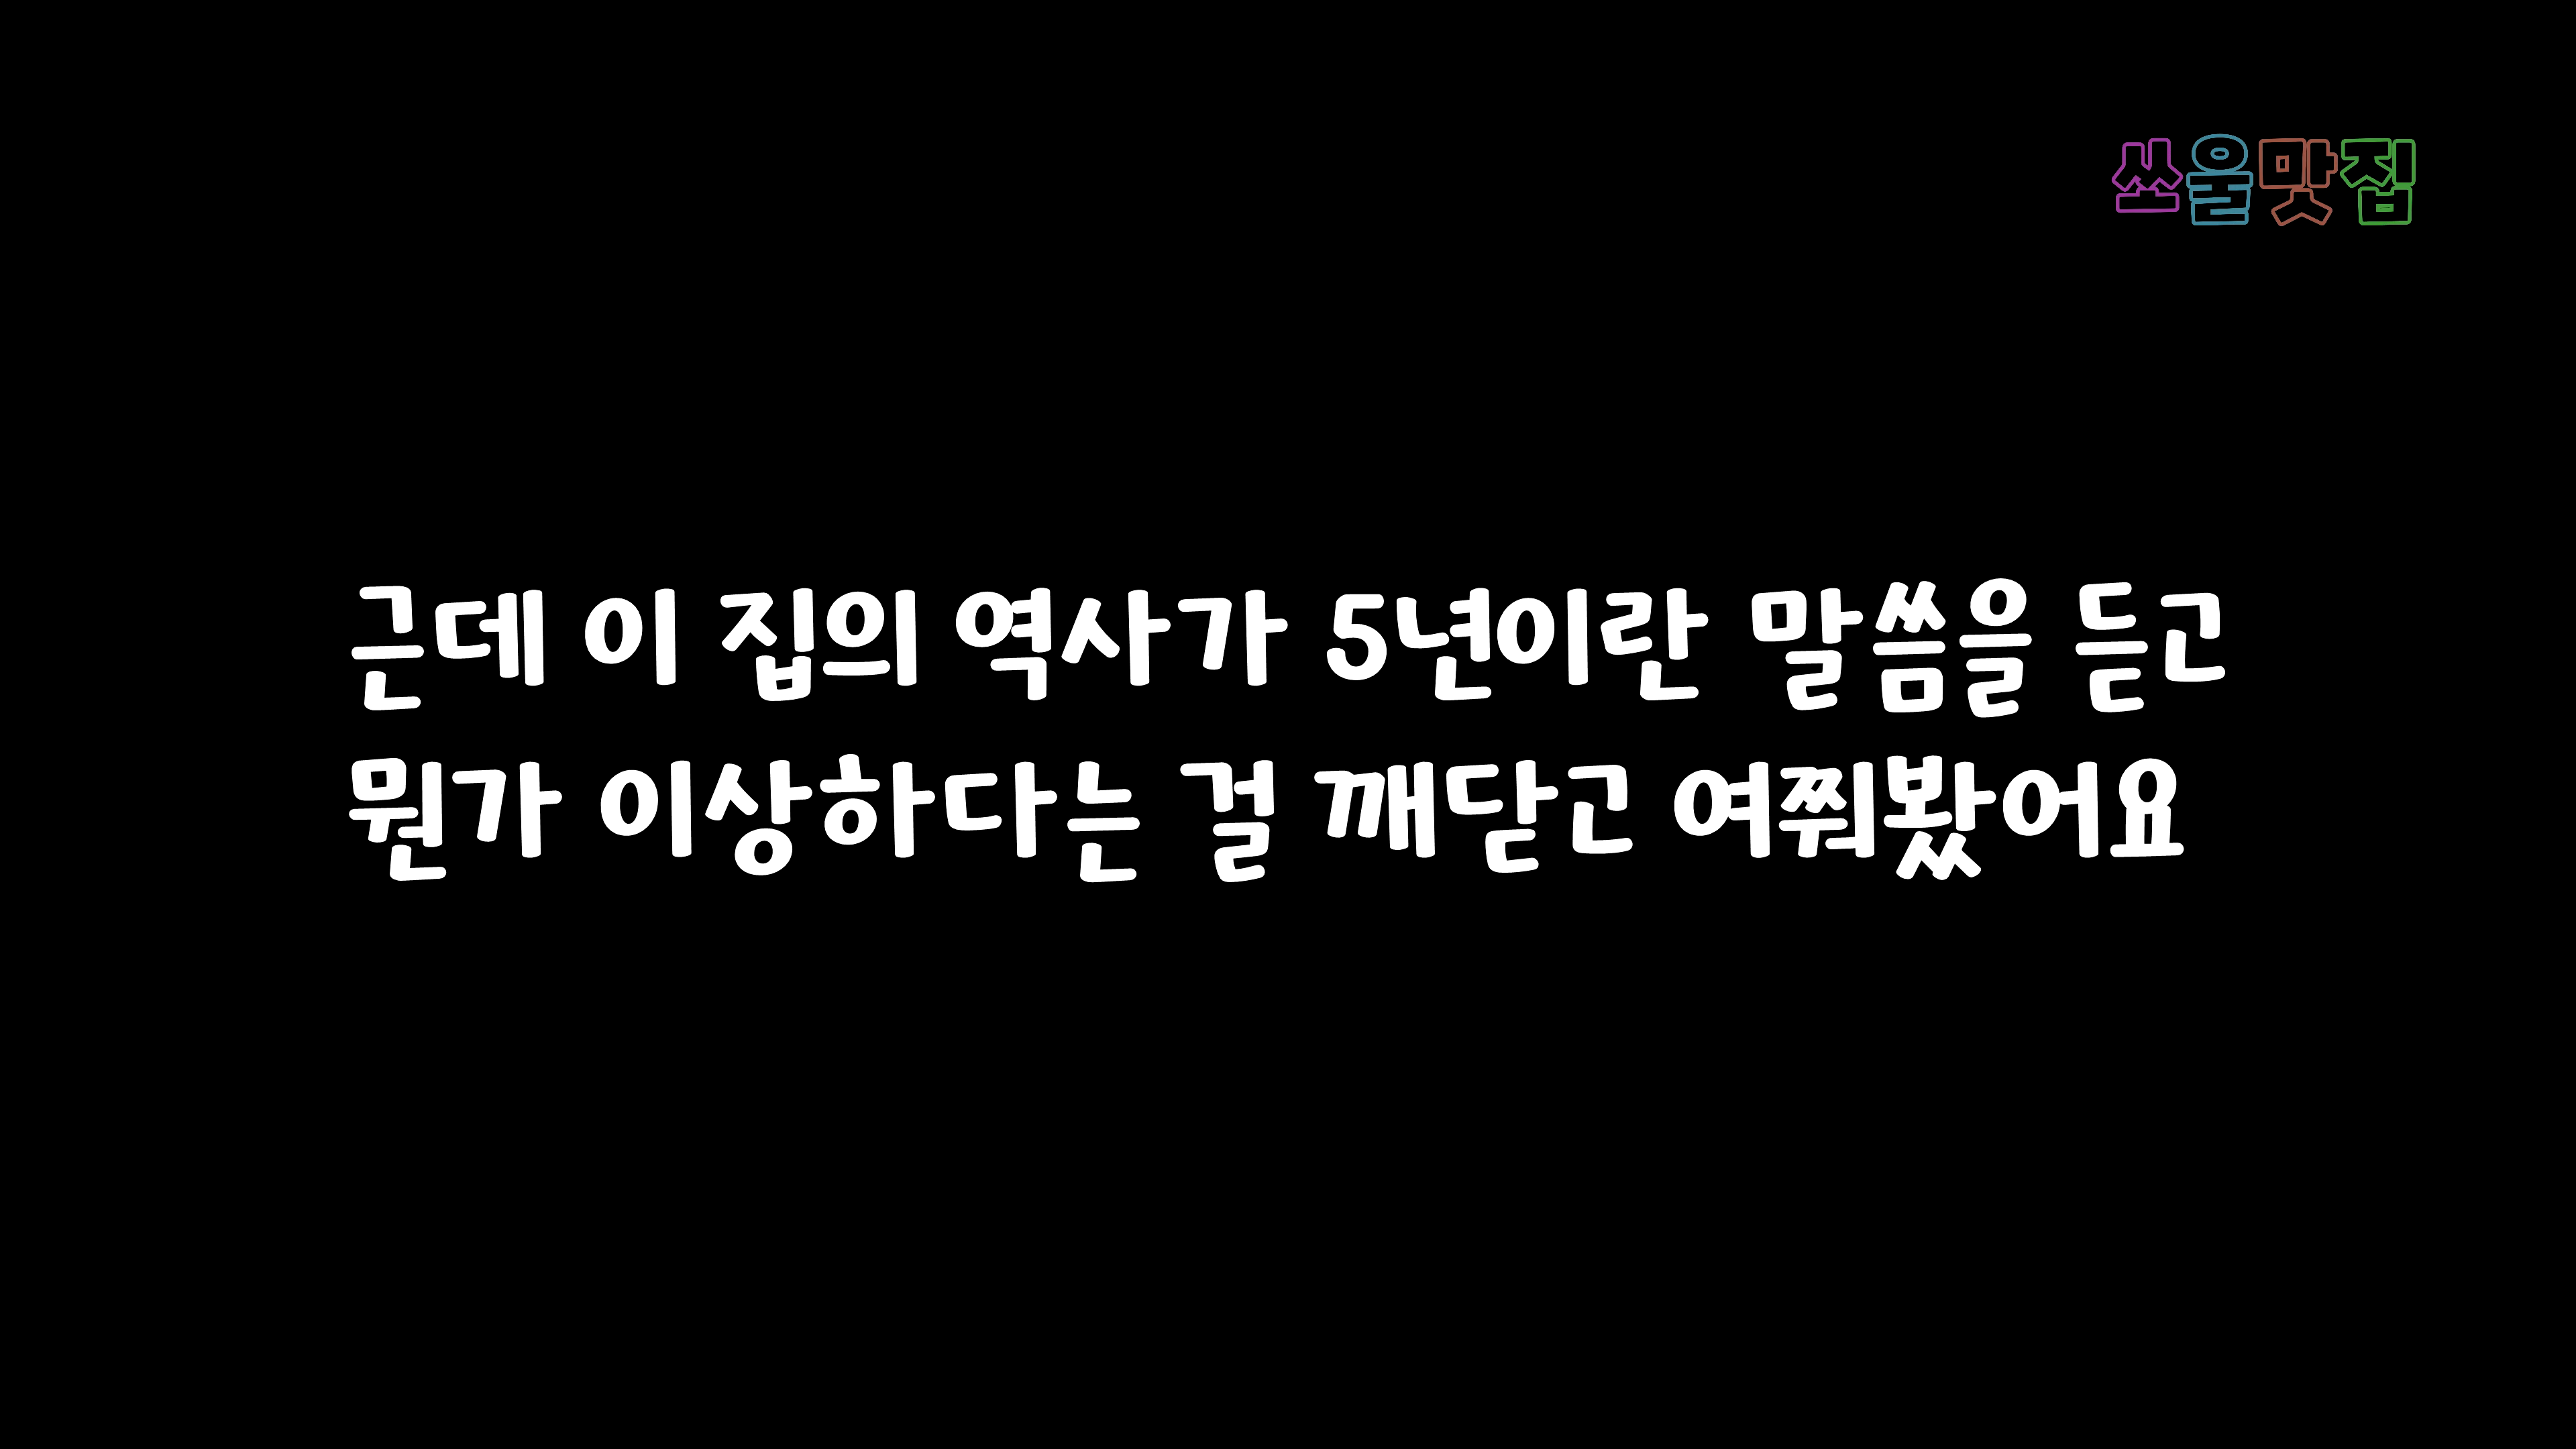 쏘울맛집
근데 이 집의 역사가 5년이란 말씀을 듣고
뭔가 이상하다는 걸 깨닫고 여쭤봤어요